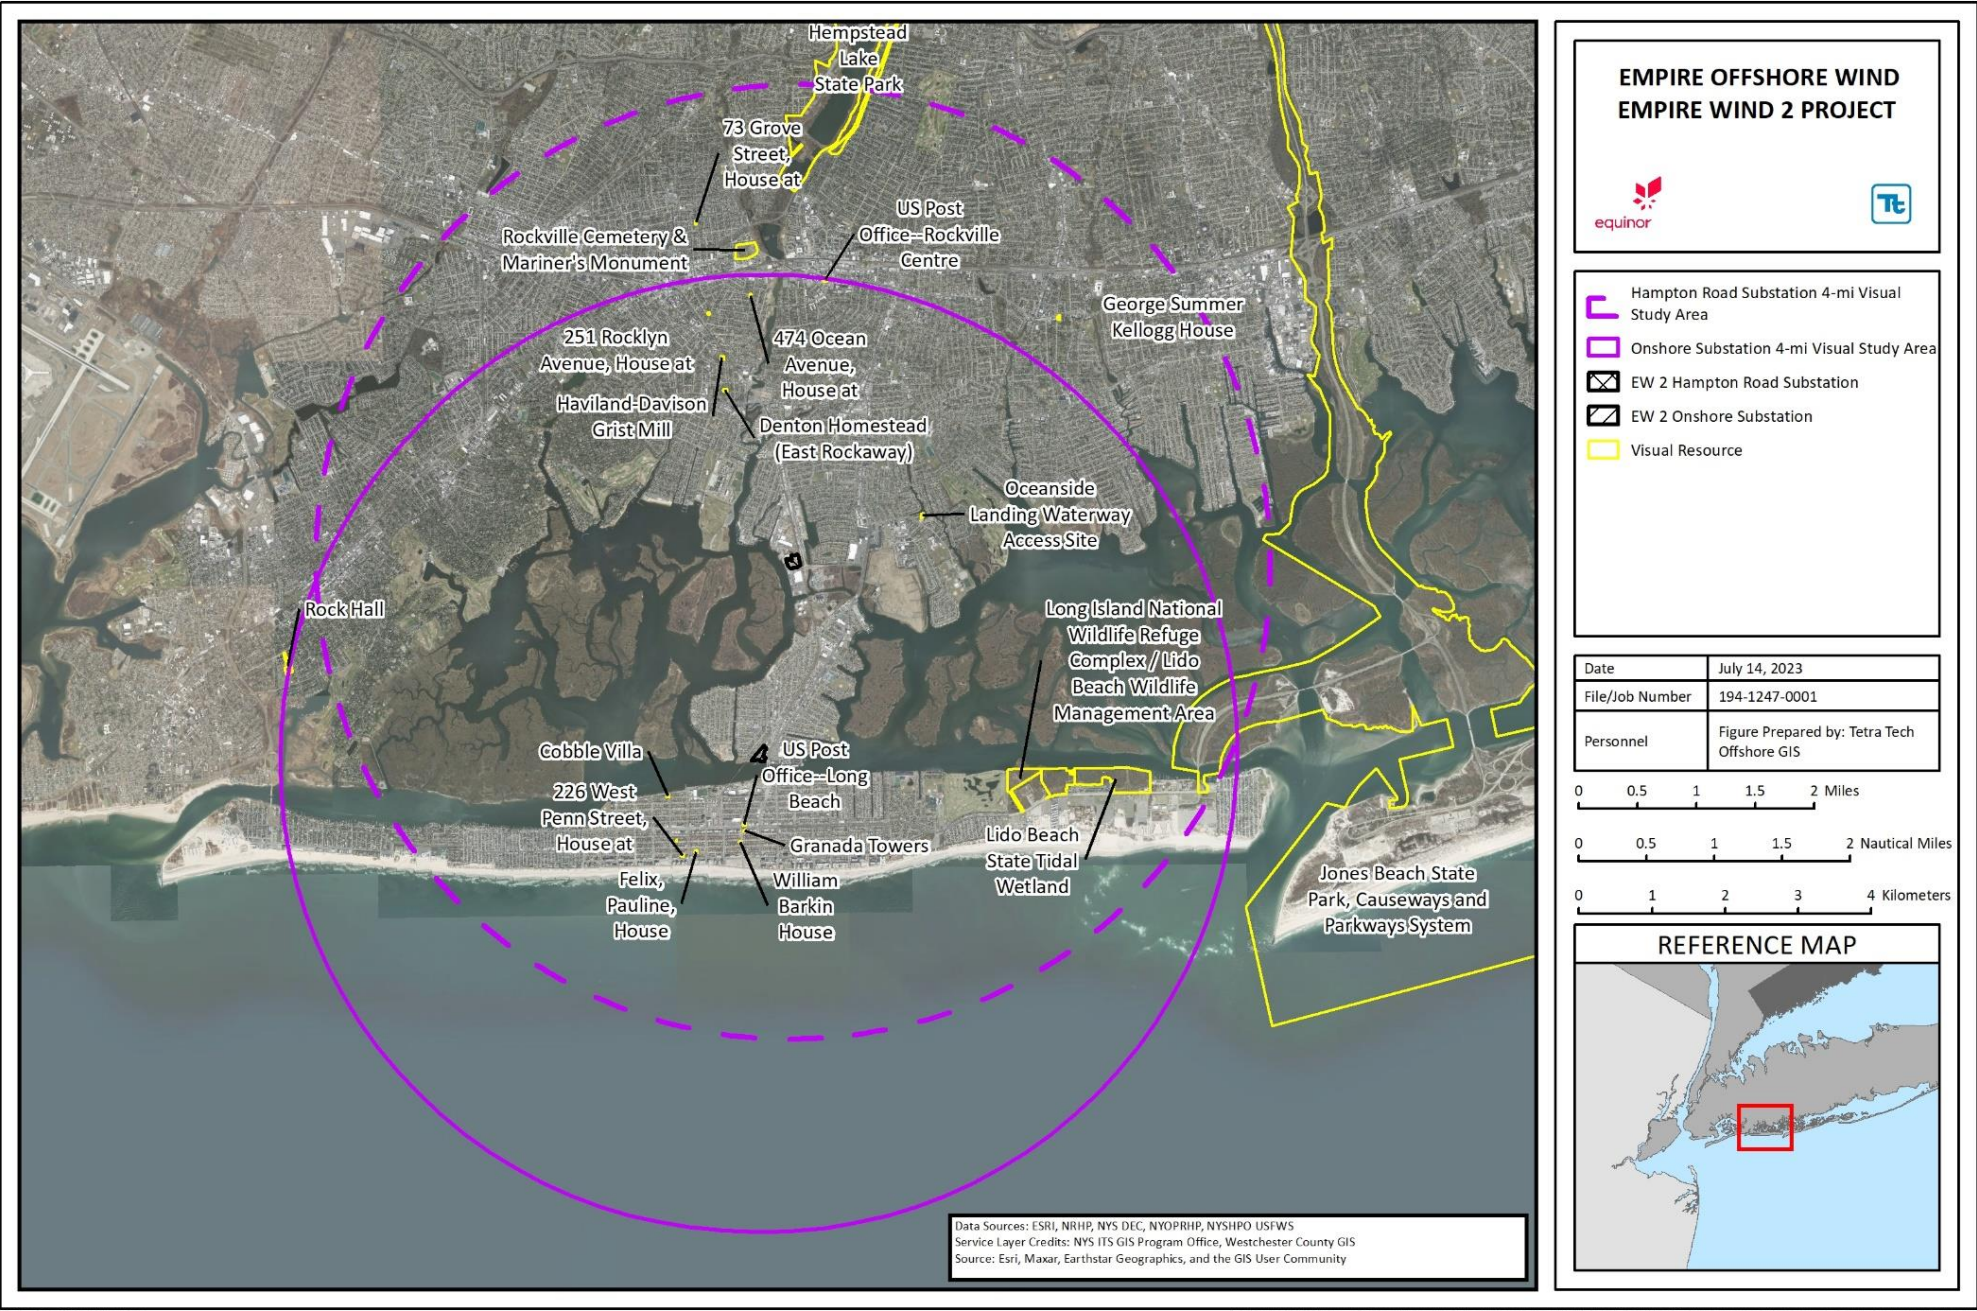 Hempstead
Lake
State Park
73 Grove
Street,
House at
US Post
Office--Rockville
Centre
Rockville Cemetery &
Mariner's Monument
George Summer
Kellogg House
251 Rocklyn
Avenue, House at
474 Ocean
Avenue,
House at
Haviland-Davison
Grist Mill
Denton Homestead
(East Rockaway)
Oceanside
Landing Waterway
Access Site
Rock Hall
Long Island National
Wildlife Refuge
Complex / Lido
Beach Wildlife
Management Area
Cobble Villa
US Post
Office--Long
Beach
226 West
Penn Street,
House at
Granada Towers
Lido Beach
State Tidal
Wetland
Felix,
Pauline,
House
William
Barkin
House
Jones Beach State
Park, Causeways and
Parkways System
Data Sources: ESRI, NRHP, NYS DEC, NYOPRHP, NYSHPO USFWS
Service Layer Credits: NYS ITS GIS Program Office, Westchester County GIS
Source: Esri, Maxar, Earthstar Geographics, and the GIS User Community
EMPIRE OFFSHORE WIND
EMPIRE WIND 2 PROJECT
equinor
Tt
Hampton Road Substation 4-mi Visual
Study Area
Onshore Substation 4-mi Visual Study Area
EW 2 Hampton Road Substation
EW 2 Onshore Substation
Visual Resource
Date July 14, 2023
File/Job Number 194-1247-0001
Personnel Figure Prepared by: Tetra Tech
Offshore GIS
0 0.5 1 1.5 2 Miles
0 0.5 1 1.5 2 Nautical Miles
0 1 2 3 4 Kilometers
REFERENCE MAP